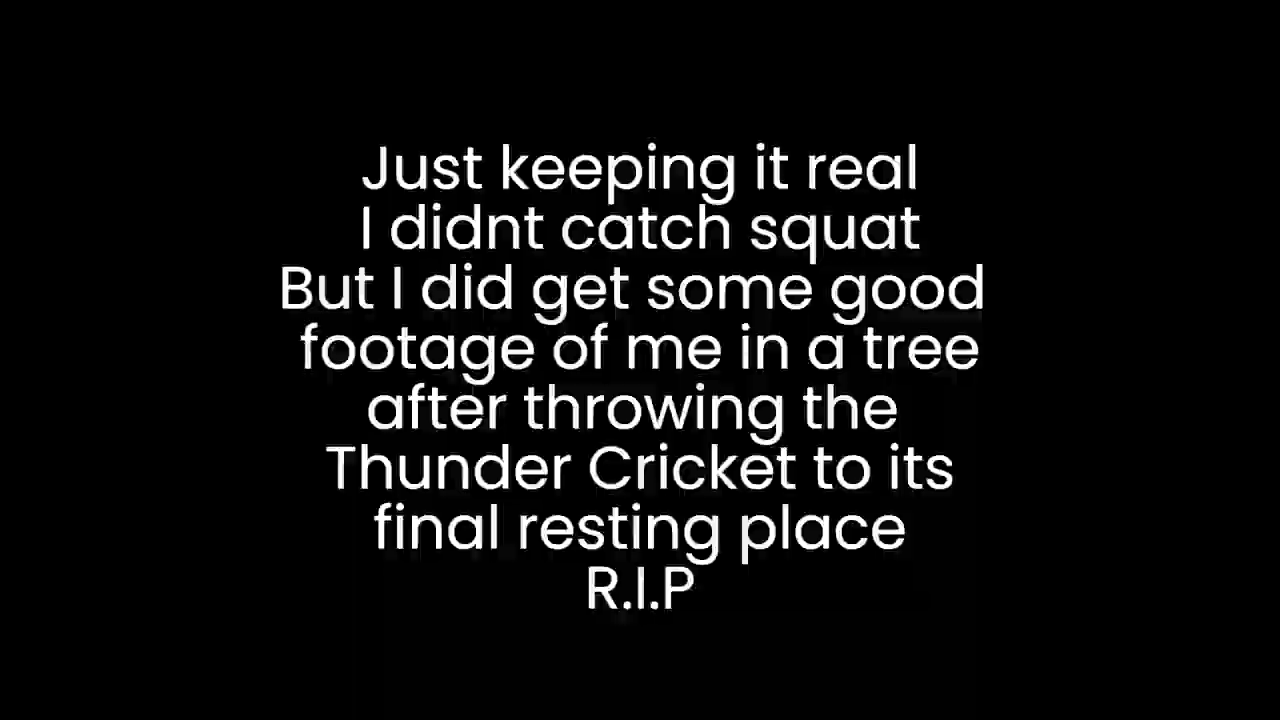 Just keeping it real
I didnt catch squat
But I did get some good
footage of me in a tree
after throwing the
Thunder Cricket to its
final resting place
R.I.P